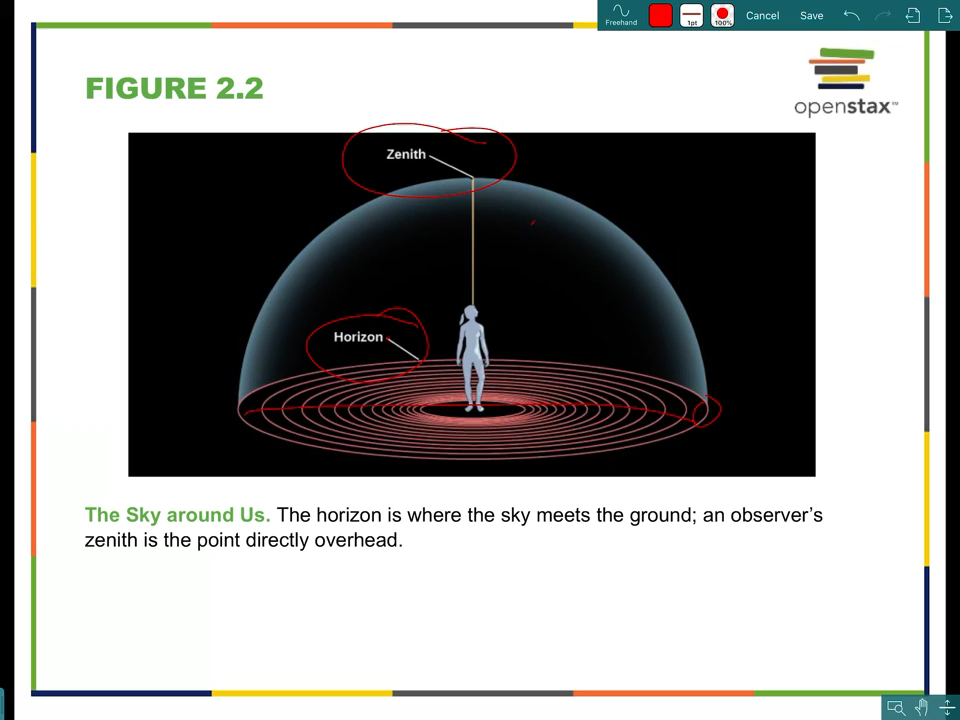 Freehand
1pt
100%
Cancel
Save
FIGURE 2.2
openstax™
Zenith
Horizon
The Sky around Us. The horizon is where the sky meets the ground; an observer’s
zenith is the point directly overhead.